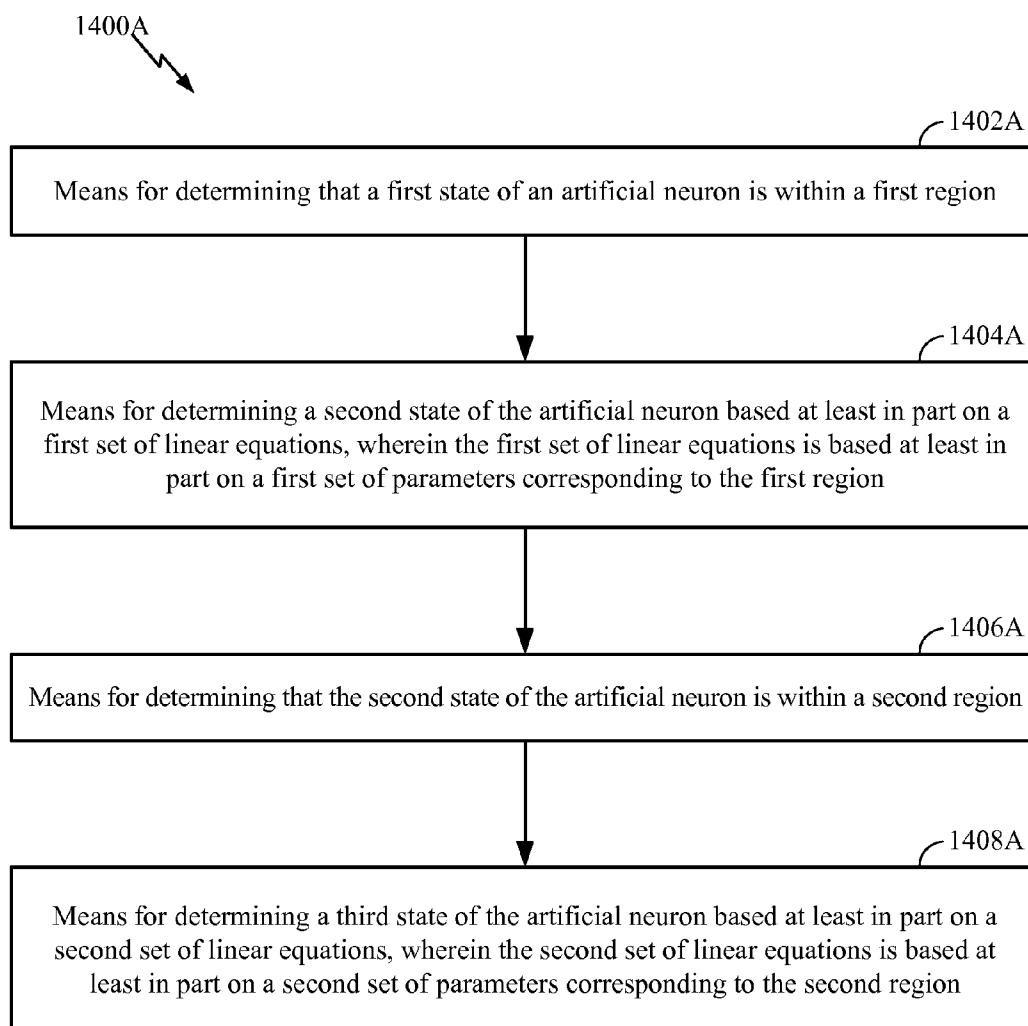 1400A
1402A
Means for determining that a first state of an artificial neuron is within a first region
1404A
Means for determining a second state of the artificial neuron based at least in part on a
first set of linear equations, wherein the first set of linear equations is based at least in
part on a first set of parameters corresponding to the first region
1406A
Means for determining that the second state of the artificial neuron is within a second region
1408A
Means for determining a third state of the artificial neuron based at least in part on a
second set of linear equations, wherein the second set of linear equations is based at
least in part on a second set of parameters corresponding to the second region